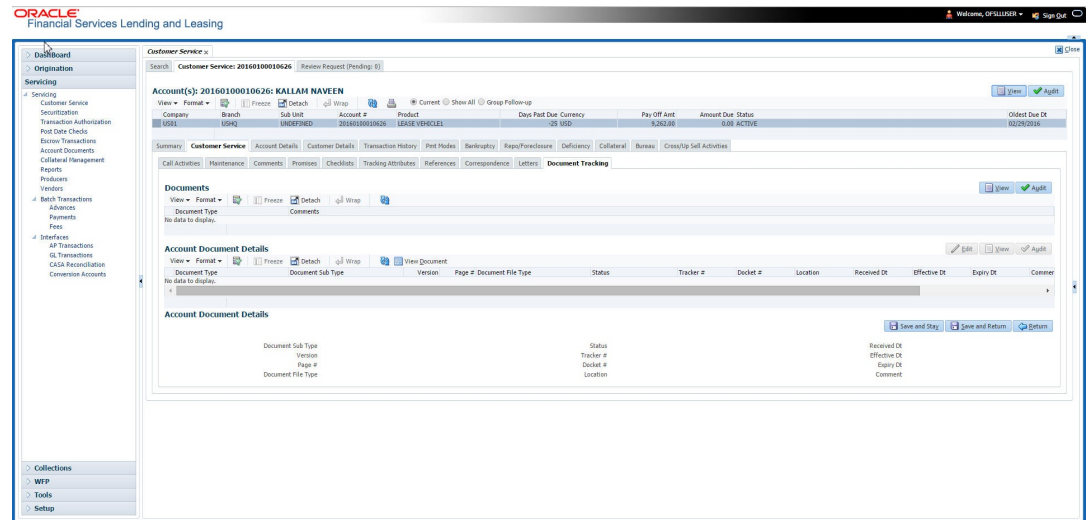 ORACLE
Financial Services Lending and Leasing
Welcome, OFSLLUSER
Sign Out
Close
DashBoard
Origination
Servicing
Servicing
Customer Service
Securitization
Transaction Authorization
Post Date Checks
Escrow Transactions
Account Documents
Collateral Management
Reports
Producers
Vendors
Batch Transactions
Advances
Payments
Fees
Interfaces
AP Transactions
GL Transactions
CASA Reconciliation
Conversion Accounts
Collections
WFP
Tools
Setup
Customer Service x
Search Customer Service: 20160100010626 Review Request (Pending: 0)
Account(s): 20160100010626: KALLAM NAVEEN
View Audit
View Format Freeze Detach Wrap Current Show All Group Follow-up
Company Branch Sub Unit Account # Product Days Past Due Currency Pay Off Amt Amount Due Status Oldest Due Dt
US01 USHQ UNDEFINED 20160100010626 LEASE VEHICLE1 -25 USD 9,262.00 0.00 ACTIVE 02/29/2016
Summary Customer Service Account Details Customer Details Transaction History Pmt Modes Bankruptcy Repo/Foreclosure Deficiency Collateral Bureau Cross/Up Sell Activities
Call Activities Maintenance Comments Promises Checklists Tracking Attributes References Correspondence Letters Document Tracking
Documents
View Audit
View Format Freeze Detach Wrap
Document Type Comments
No data to display.
Account Document Details
Edit View Audit
View Format Freeze Detach Wrap View Document
Document Type Document Sub Type Version Page # Document File Type Status Tracker # Docket # Location Received Dt Effective Dt Expiry Dt Commer
No data to display.
Account Document Details
Save and Stay Save and Return Return
Document Sub Type Status Received Dt
Version Tracker # Effective Dt
Page # Docket # Expiry Dt
Document File Type Location Comment